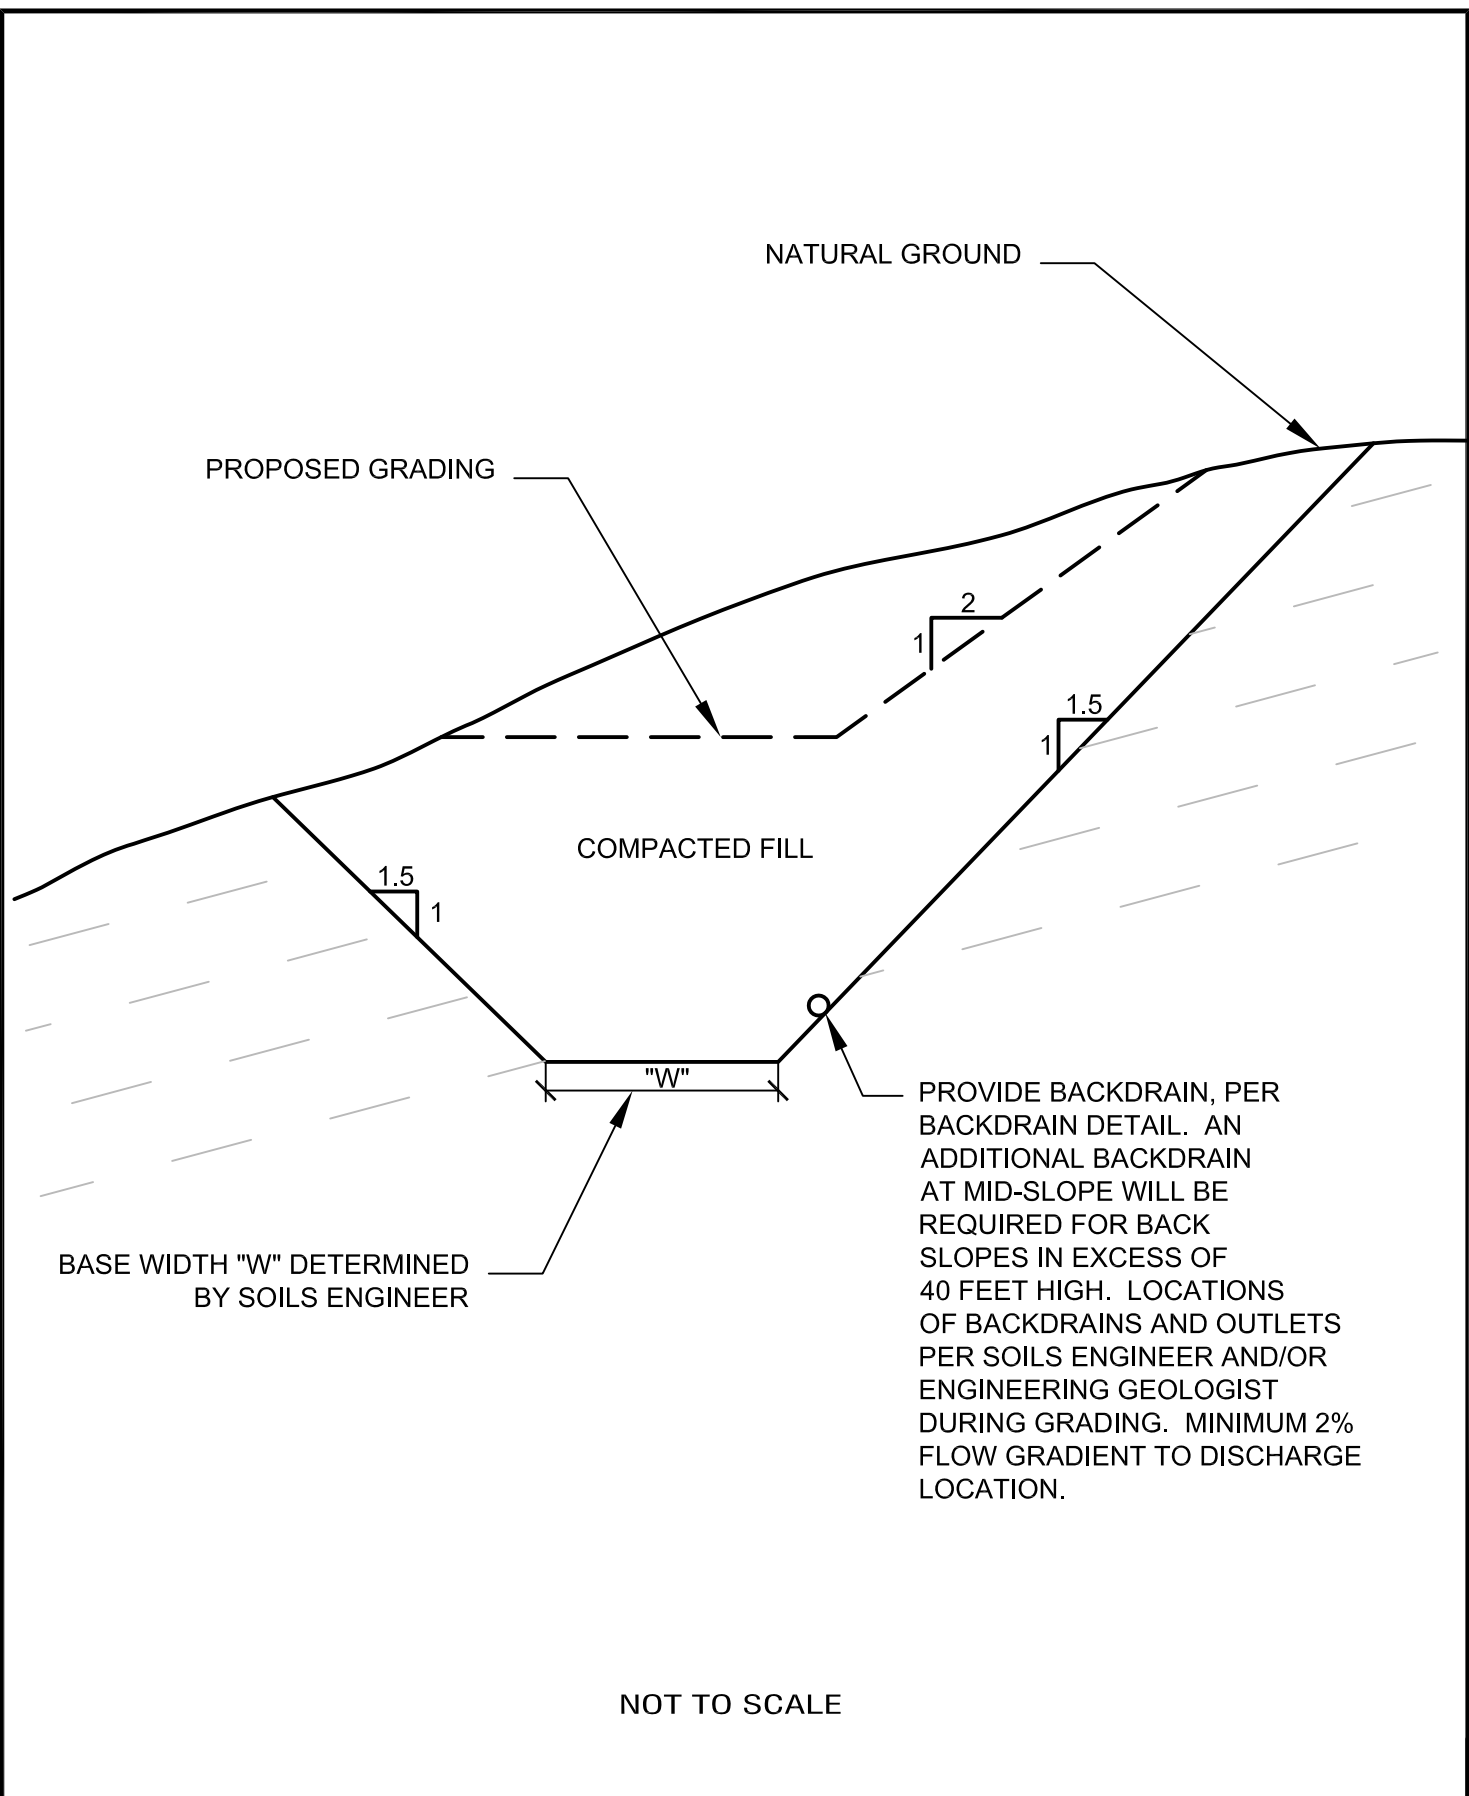 NATURAL GROUND
PROPOSED GRADING
2
1
1.5
1
COMPACTED FILL
1.5
1
"W"
PROVIDE BACKDRAIN, PER
BACKDRAIN DETAIL. AN
ADDITIONAL BACKDRAIN
AT MID-SLOPE WILL BE
REQUIRED FOR BACK
SLOPES IN EXCESS OF
40 FEET HIGH. LOCATIONS
OF BACKDRAINS AND OUTLETS
PER SOILS ENGINEER AND/OR
ENGINEERING GEOLOGIST
DURING GRADING. MINIMUM 2%
FLOW GRADIENT TO DISCHARGE
LOCATION.
BASE WIDTH "W" DETERMINED
BY SOILS ENGINEER
NOT TO SCALE